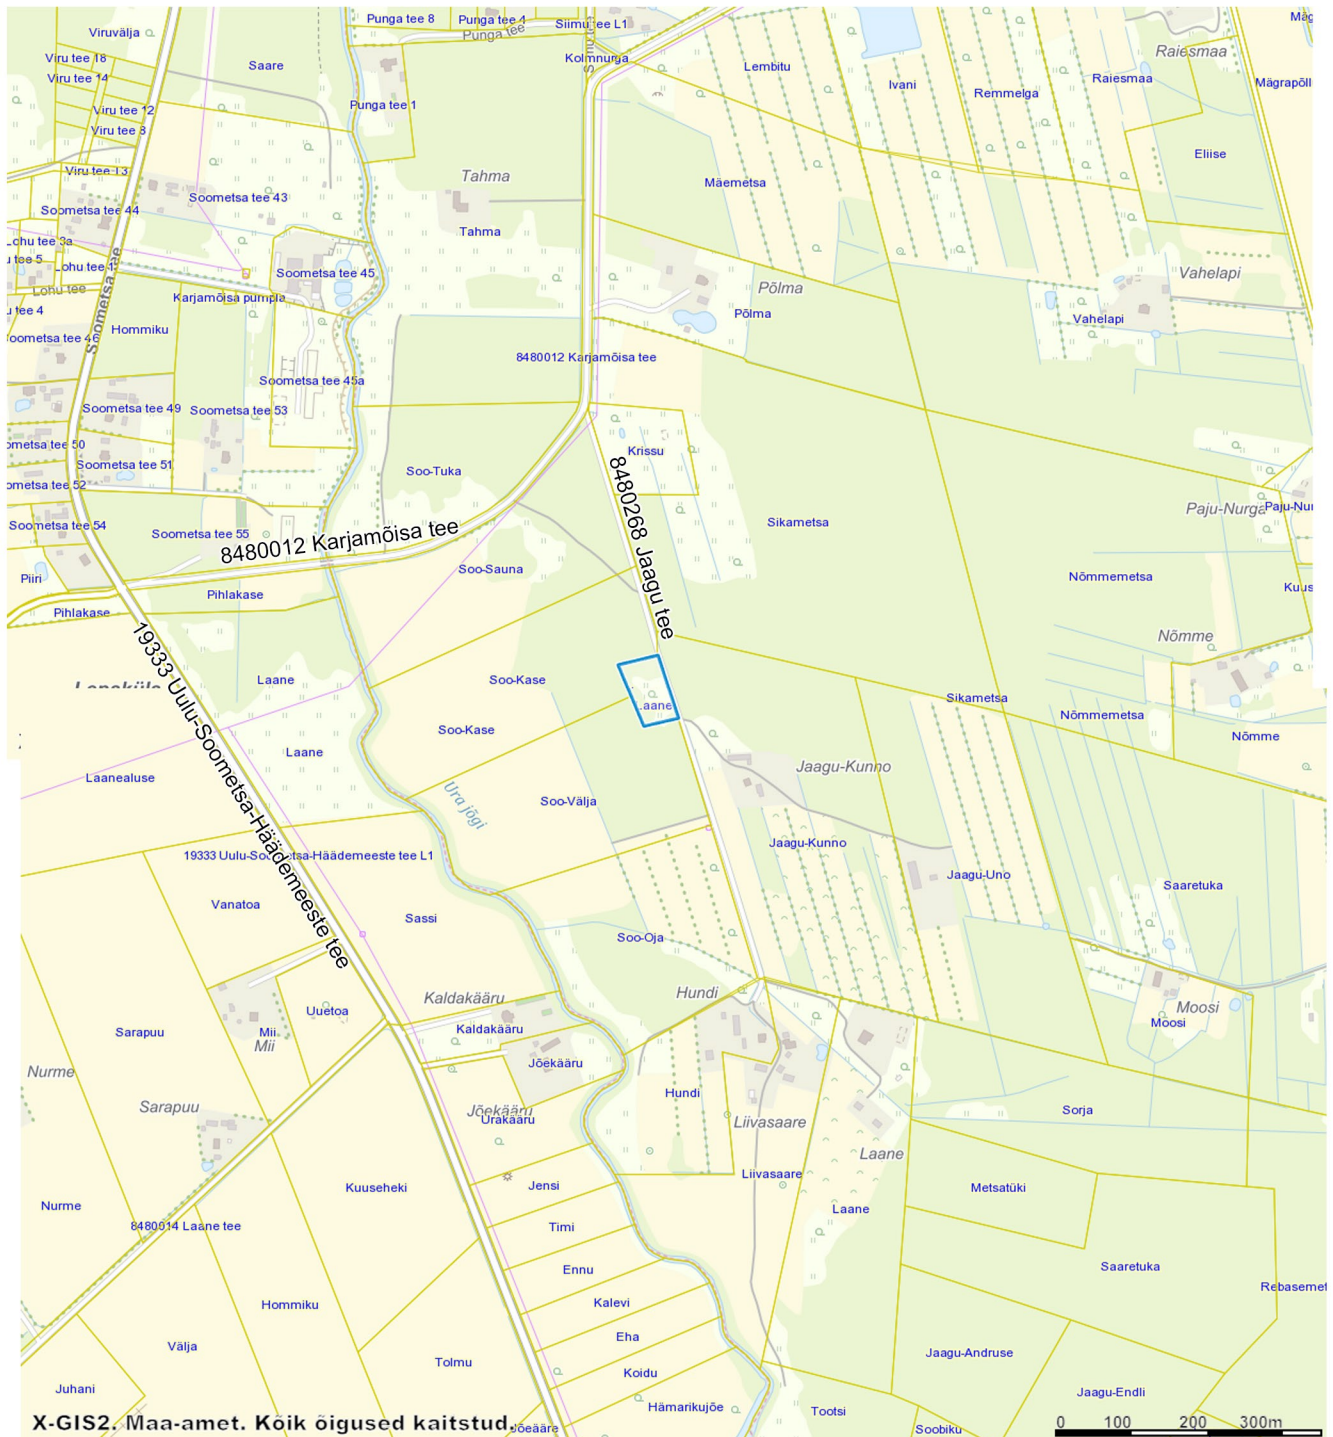 Punga tee 8
Punga tee 4
Siimu tee L1
Viruvälja
Punga tee
Raiesmaa
Viru tee 18
Saare
Kolmnurga
Lembitu
Ivani
Remmelga
Raiesmaa
Mägrapõll
Viru tee 14
Punga tee 1
Viru tee 12
Viru tee 8
Eliise
Viru tee 13
Tahma
Mäemetsa
Soometsa tee 43
Soometsa tee 44
Tahma
Lohu tee 3a
Lohu tee
Soometsa tee
Soometsa tee 45
Põlma
Vahelapi
Karjamõisa pumpla
Põlma
Vahelapi
Hommiku
8480012 Karjamõisa tee
Soometsa tee 45a
Soometsa tee 49
Soometsa tee 53
Krissu
Soometsa tee 51
Soo-Tuka
8480268 Jaagu tee
Sikametsa
Paju-Nurga
Soometsa tee 54
Soometsa tee 55
8480012 Karjamõisa tee
Piiri
Soo-Sauna
Nõmmemetsa
Pihlakase
Pihlakase
Nõmme
19333 Uulu-Soometsa-Häädemeeste tee
Laane
Soo-Kase
Sikametsa
Laane
Nõmmemetsa
Soo-Kase
Nõmme
Laane
Laanealuse
Jaagu-Kunno
Ura jõgi
Soo-Välja
Jaagu-Kunno
19333 Uulu-Soometsa-Häädemeeste tee L1
Jaagu-Uno
Saaretuka
Vanatoa
Sassi
Soo-Oja
Kaldakääru
Hundi
Uuetoa
Moosi
Sarapuu
Mii
Mii
Kaldakääru
Moosi
Jõekääru
Nurme
Hundi
Sarapuu
Jõekääru
Urakääru
Liivasaare
Sorja
Laane
Kuuseheki
Jensi
Liivasaare
Metsatüki
Nurme
Laane
8480014 Laane tee
Timi
Ennu
Saaretuka
Hommiku
Kalevi
Välja
Eha
Tolmu
Koidu
Jaagu-Andruse
Juhani
Hämarikujõe
Tootsi
Jaagu-Endli
X-GIS2. Maa-amet. Kõik õigused kaitstud.
Jõeääre
Soobiku
0 100 200 300m